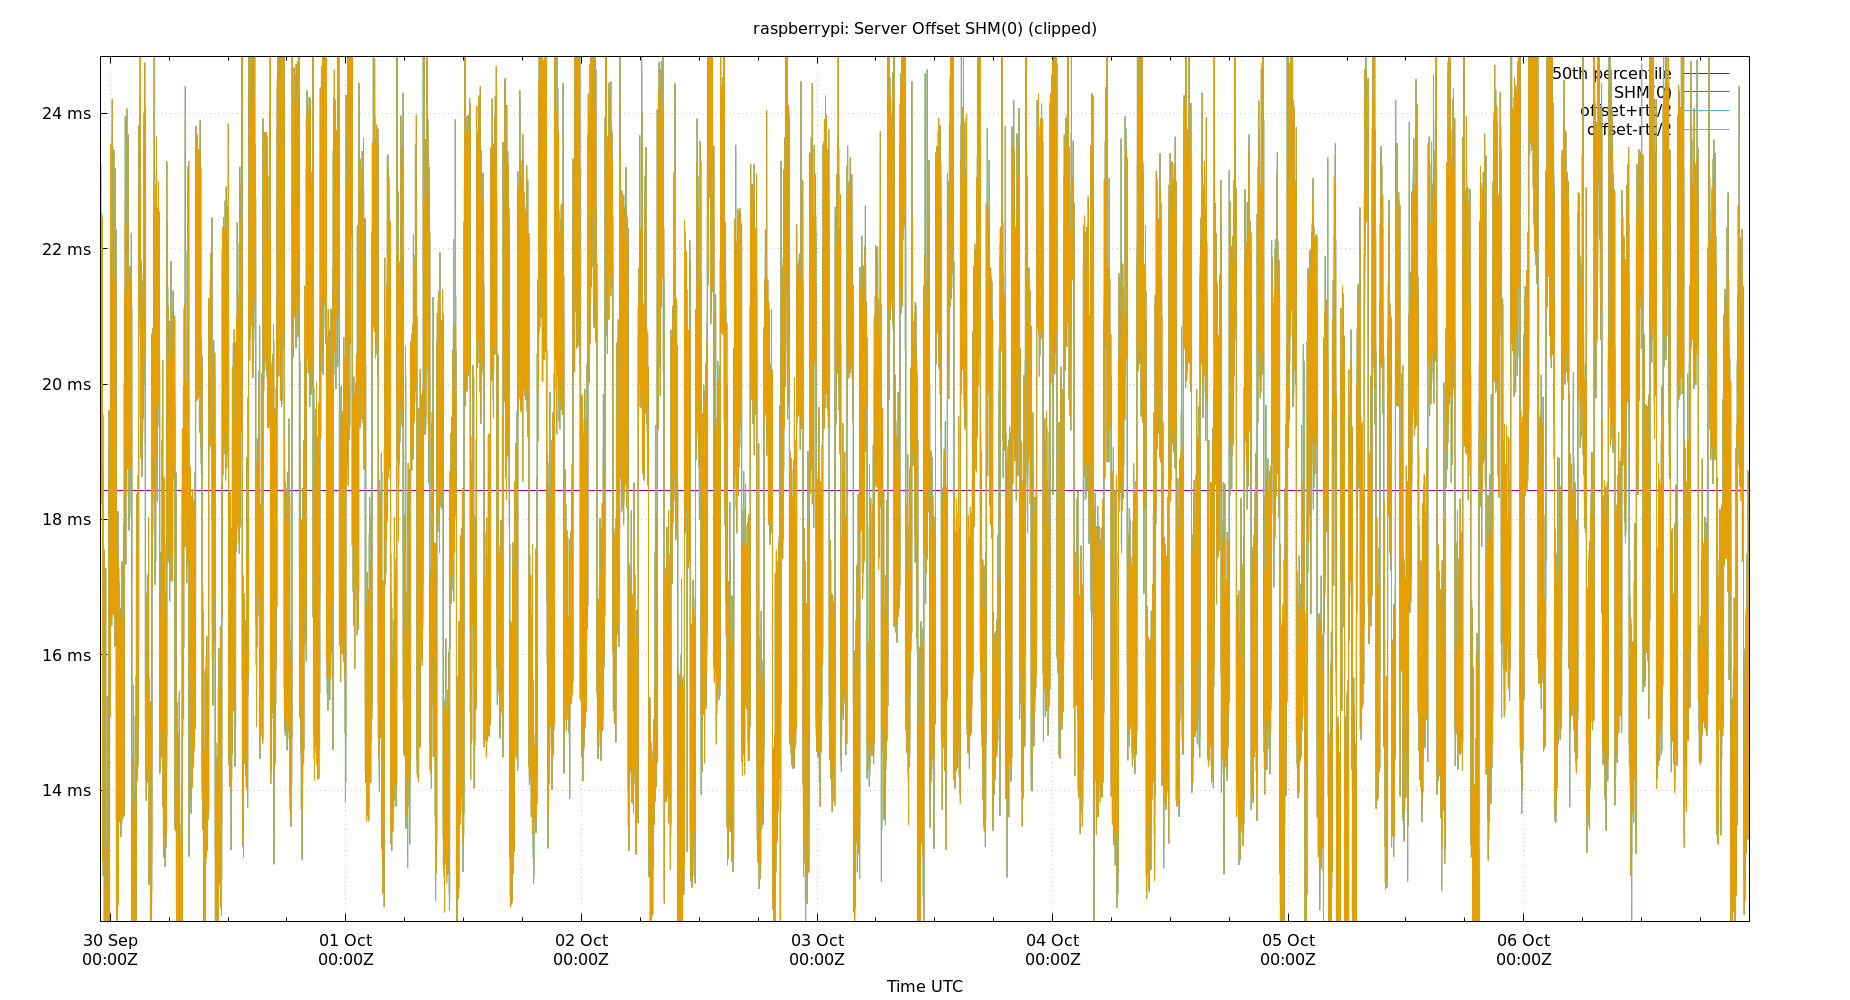 raspberrypi: Server Offset SHM(0) (clipped)
50th percentile
SHM(0)
offset+rtt/2
offset-rtt/2
24 ms
22 ms
20 ms
18 ms
16 ms
14 ms
30 Sep 01 Oct 02 Oct 03 Oct 04 Oct 05 Oct 06 Oct
00:00Z 00:00Z 00:00Z 00:00Z 00:00Z 00:00Z 00:00Z
Time UTC